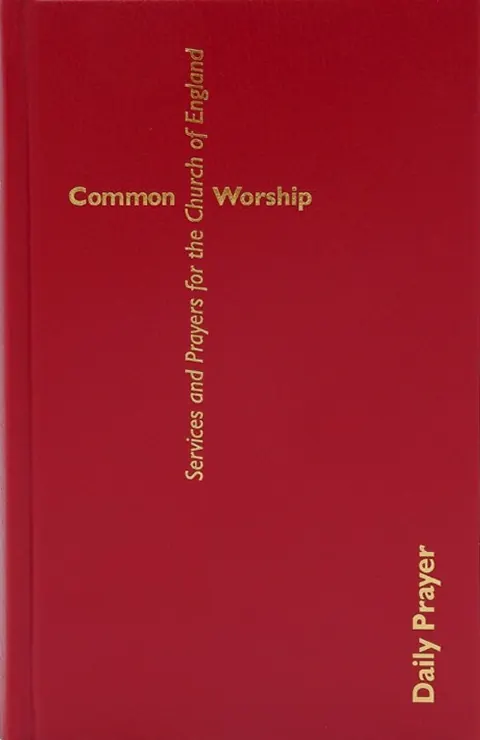 Common Worship
Services and Prayers for the Church of England
Daily Prayer